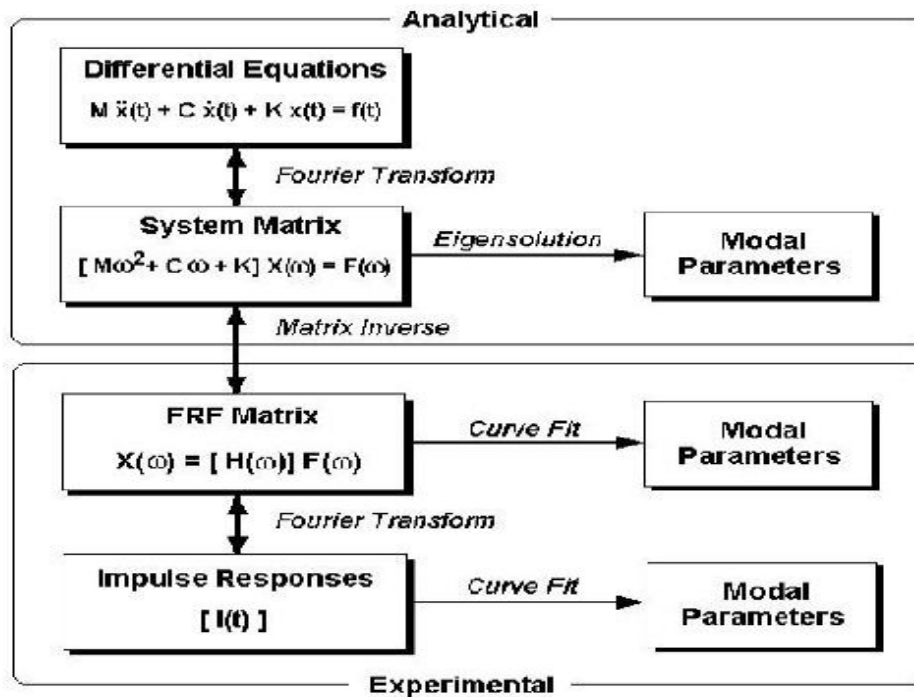 Analytical
Differential Equations
M ẍ(t) + C ẋ(t) + K x(t) = f(t)
Fourier Transform
System Matrix
[ Mω²+ C ω + K] X(ω) = F(ω)
Eigensolution
Modal
Parameters
Matrix Inverse
FRF Matrix
X(ω) = [ H(ω)] F(ω)
Curve Fit
Modal
Parameters
Fourier Transform
Impulse Responses
[ I(t) ]
Curve Fit
Modal
Parameters
Experimental